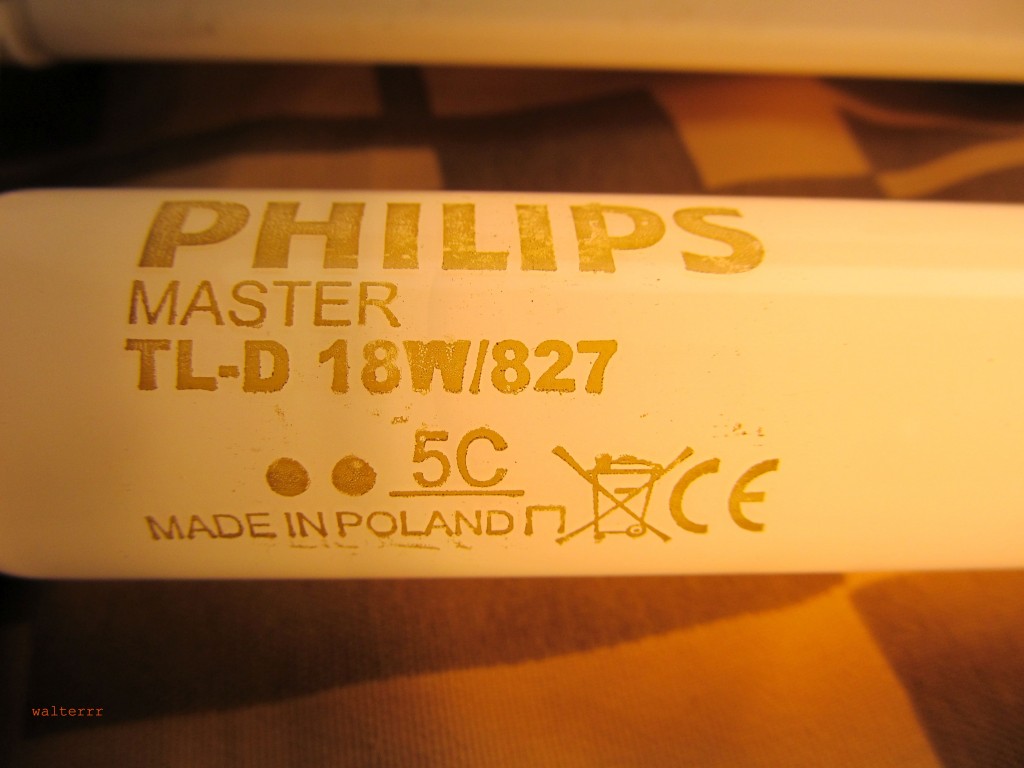 PHILIPS
MASTER
TL-D 18W/827
5C
MADE IN POLAND
CE
walterrr